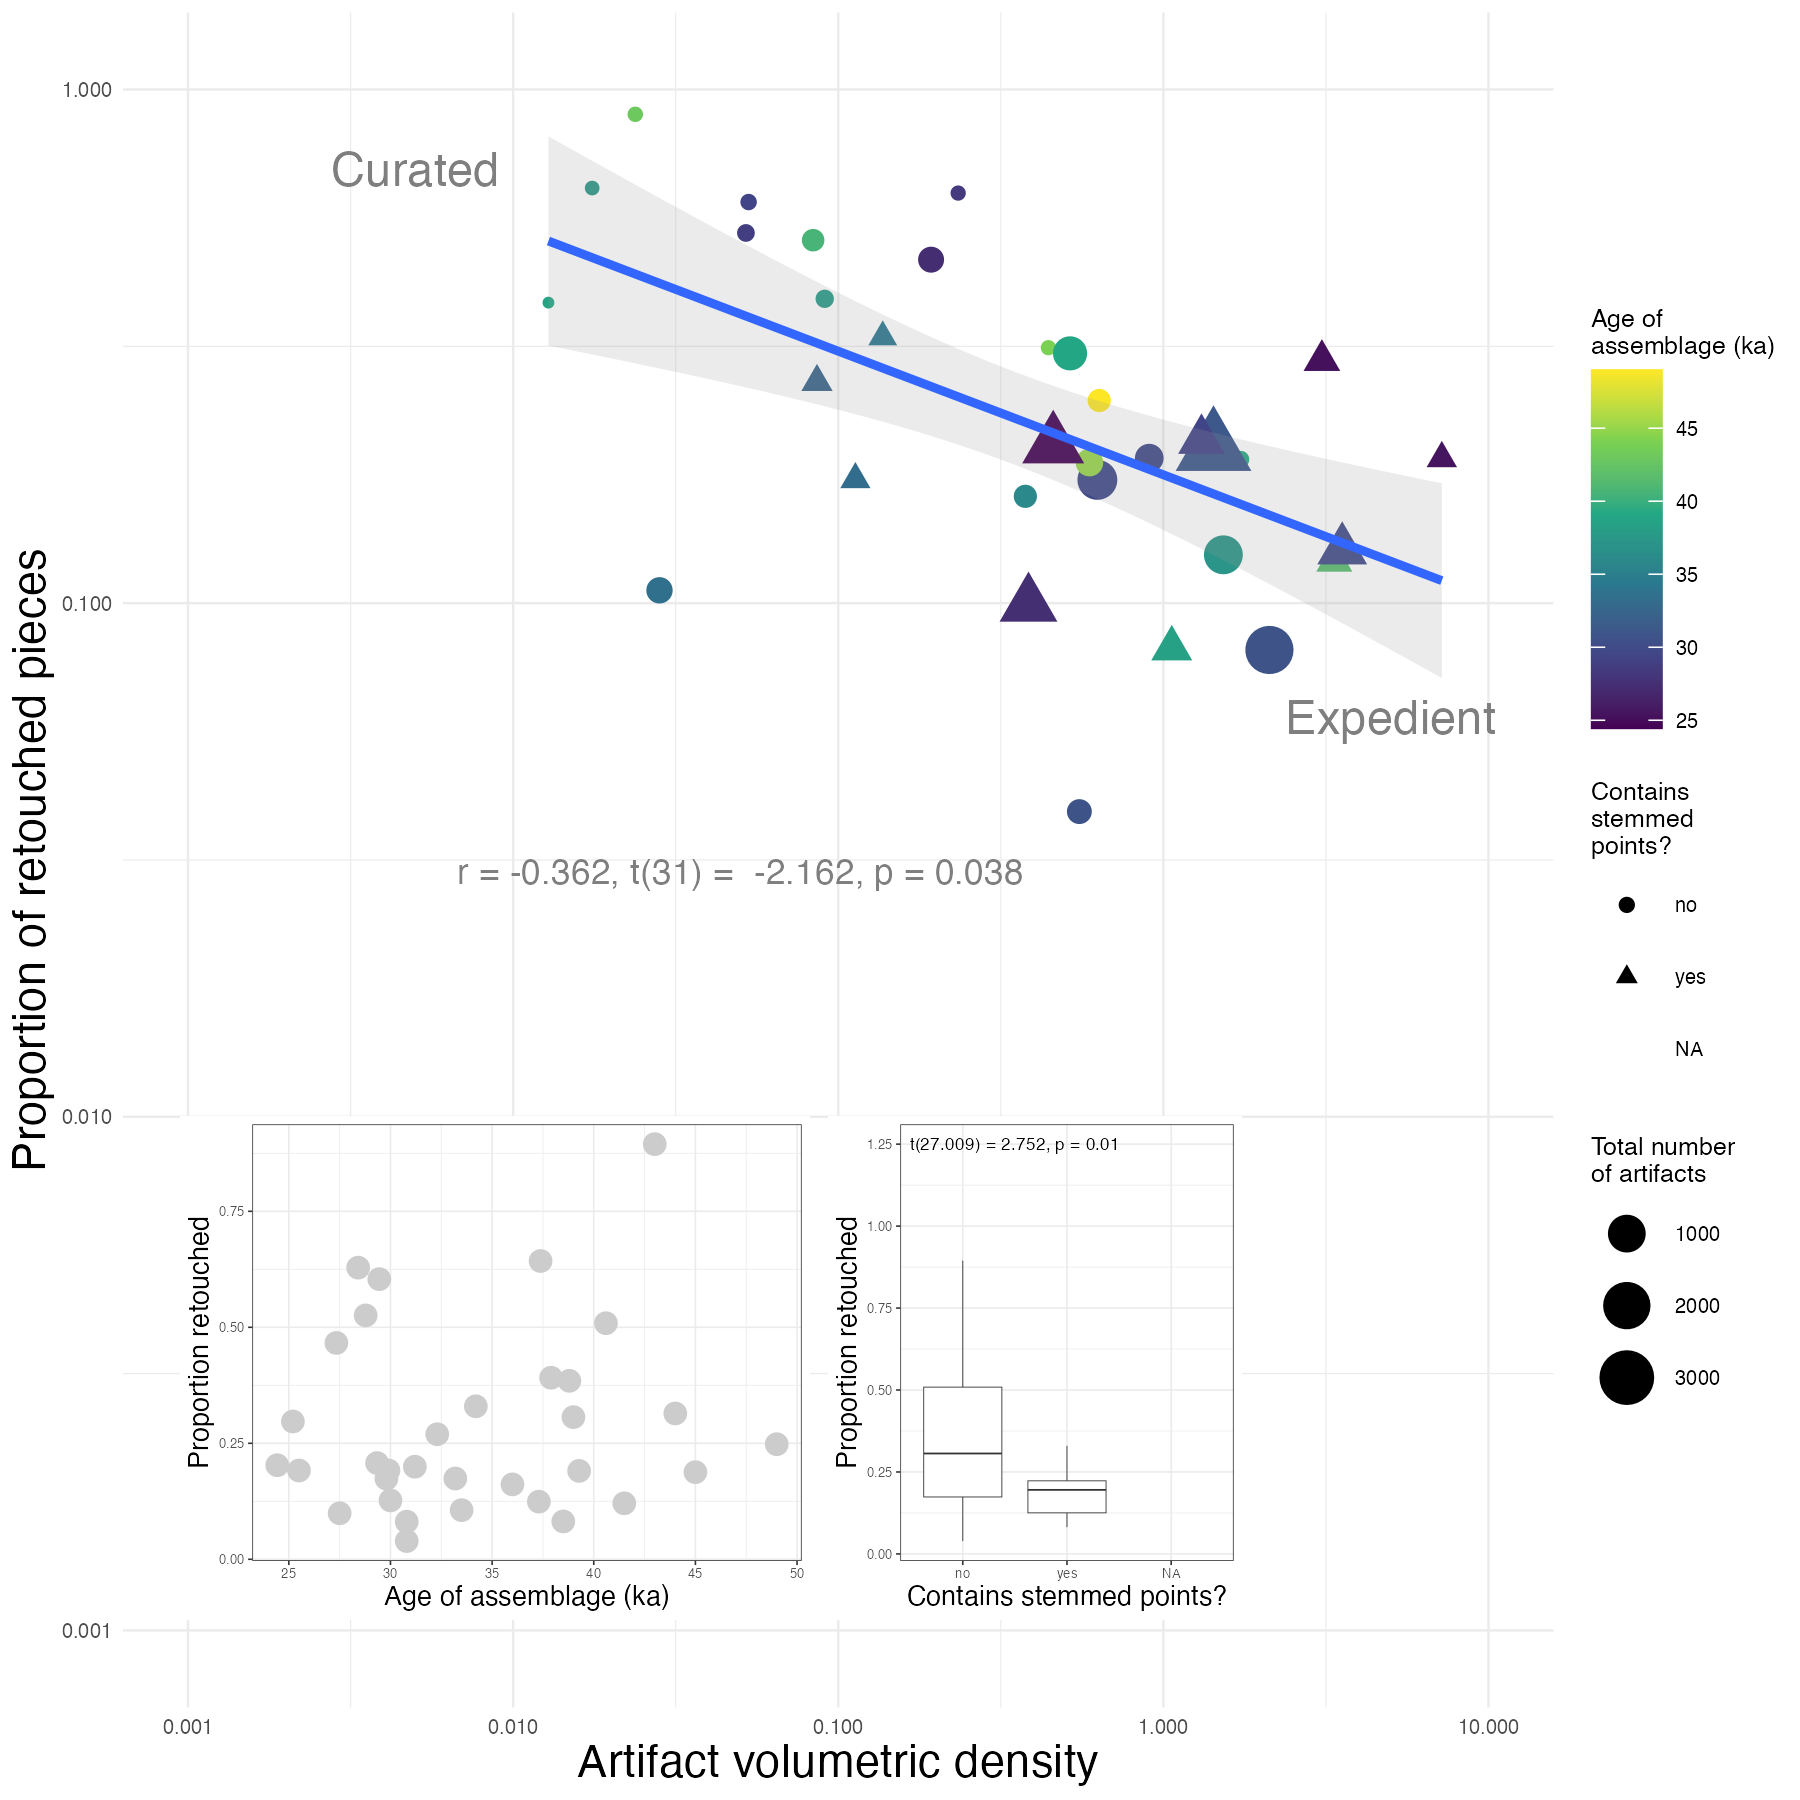 Proportion of retouched pieces
1.000
0.100
0.010
0.001
Curated
Expedient
r = -0.362, t(31) =  -2.162, p = 0.038
Proportion retouched
0.75
0.50
0.25
0.00
25
30
35
40
45
50
Age of assemblage (ka)
Proportion retouched
1.25
1.00
0.75
0.50
0.25
0.00
t(27.009) = 2.752, p = 0.01
no
yes
NA
Contains stemmed points?
0.001
0.010
0.100
1.000
10.000
Artifact volumetric density
Age of
assemblage (ka)
45
40
35
30
25
Contains
stemmed
points?
no
yes
NA
Total number
of artifacts
1000
2000
3000